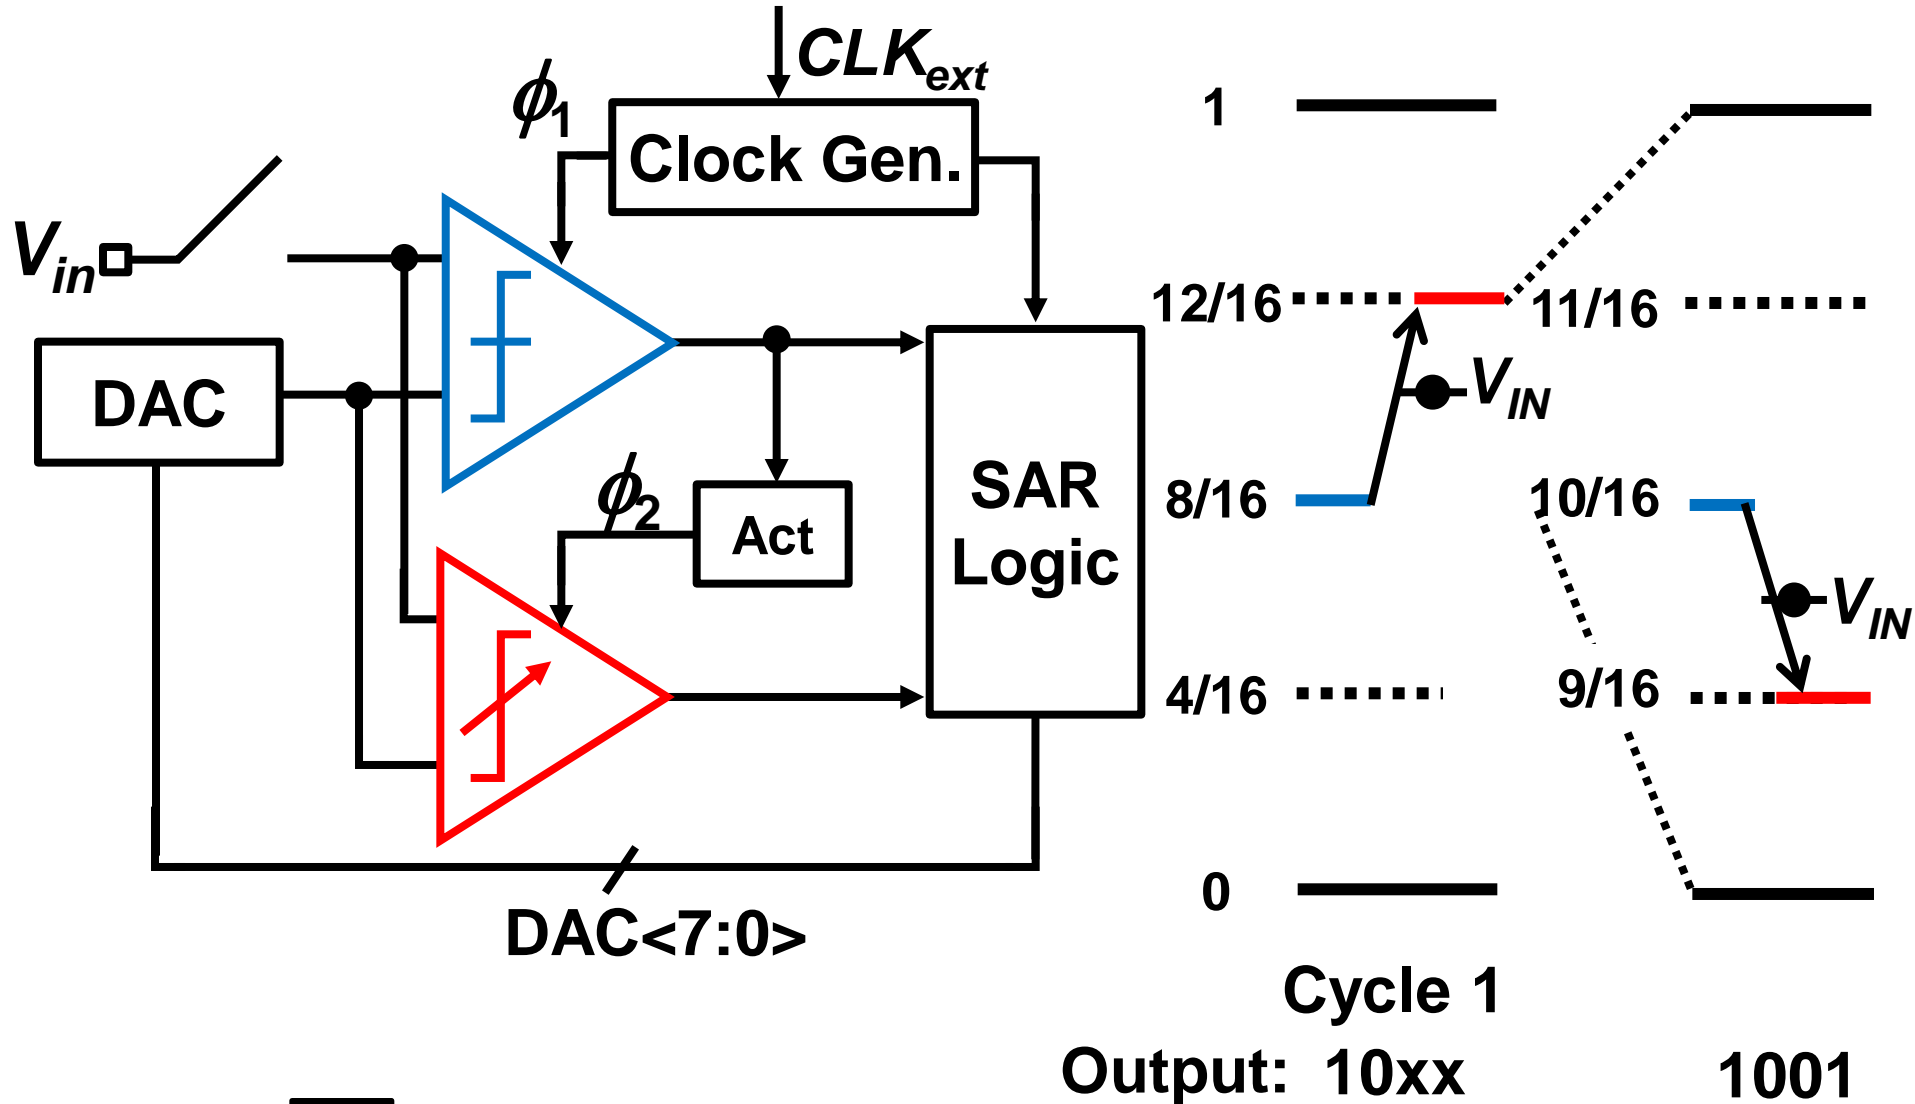 CLKext
ϕ1
Clock Gen.
Vin
DAC
ϕ2
Act
SAR
Logic
DAC<7:0>
1
12/16
11/16
VIN
8/16
10/16
VIN
4/16
9/16
0
Cycle 1
Output: 10xx 1001